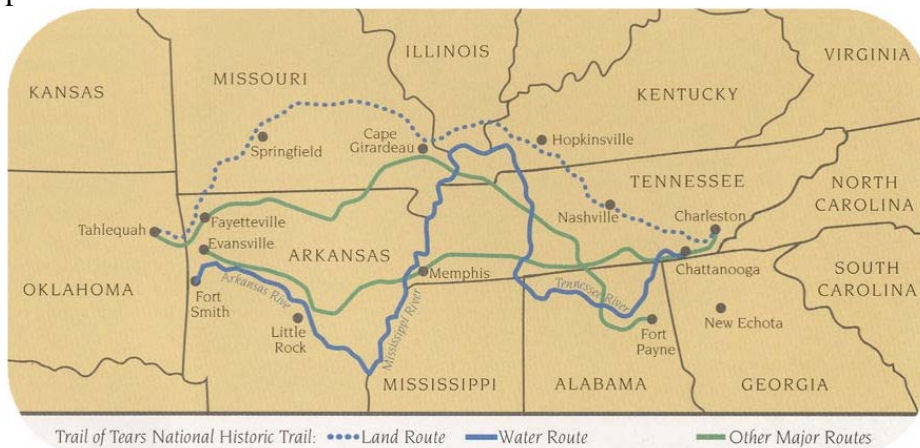 p
ILLINOIS
VIRGINIA
MISSOURI
KANSAS
KENTUCKY
Cape
Girardeau
Hopkinsville
Springfield
TENNESSEE
NORTH
CAROLINA
Nashville
Charleston
Tahlequah
Fayetteville
Evansville
ARKANSAS
Chattanooga
Memphis
SOUTH
CAROLINA
OKLAHOMA
Fort
Smith
Arkansas Rive
Tennessee River
Mississippi River
Little
Rock
New Echota
Fort
Payne
MISSISSIPPI
ALABAMA
GEORGIA
Trail of Tears National Historic Trail: Land Route Water Route Other Major Routes